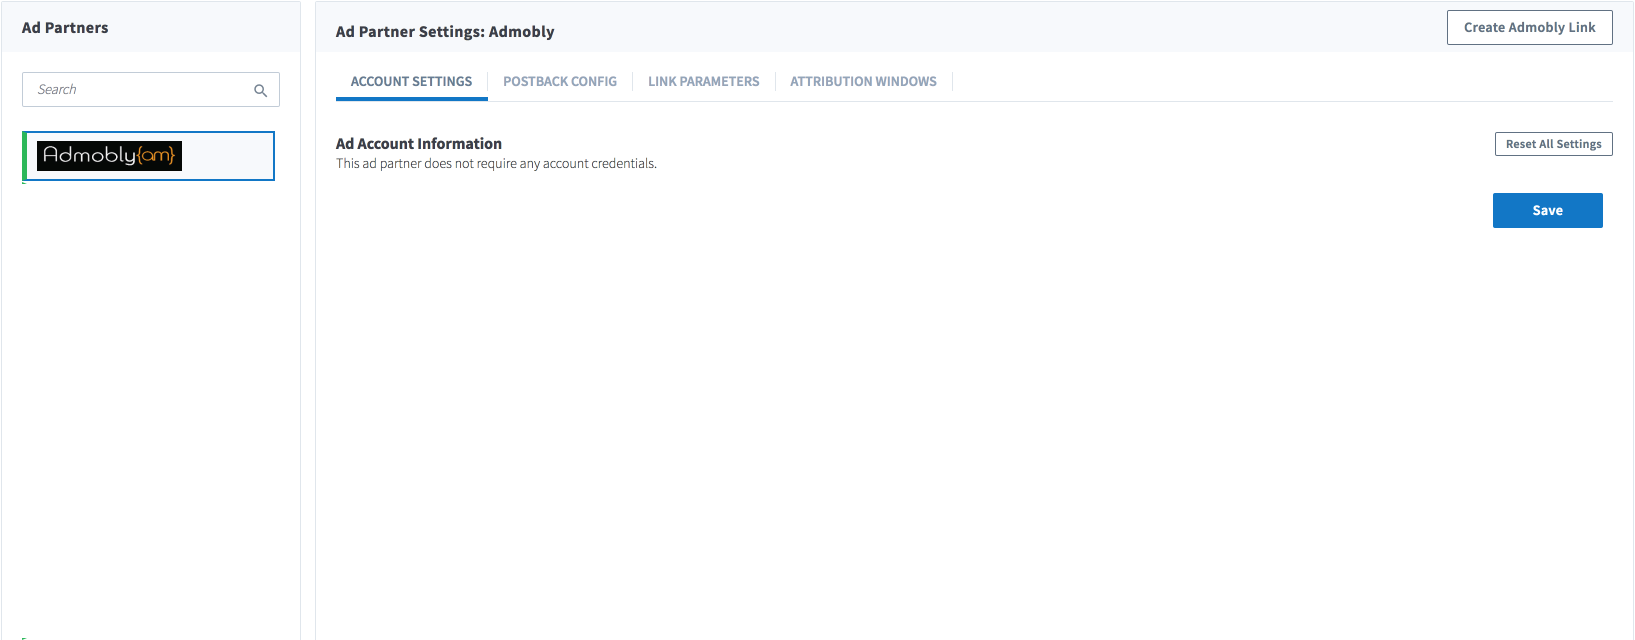 Ad Partners
Search
Admobly{am}
Ad Partner Settings: Admobly
Create Admobly Link
ACCOUNT SETTINGS
POSTBACK CONFIG
LINK PARAMETERS
ATTRIBUTION WINDOWS
Ad Account Information
This ad partner does not require any account credentials.
Reset All Settings
Save